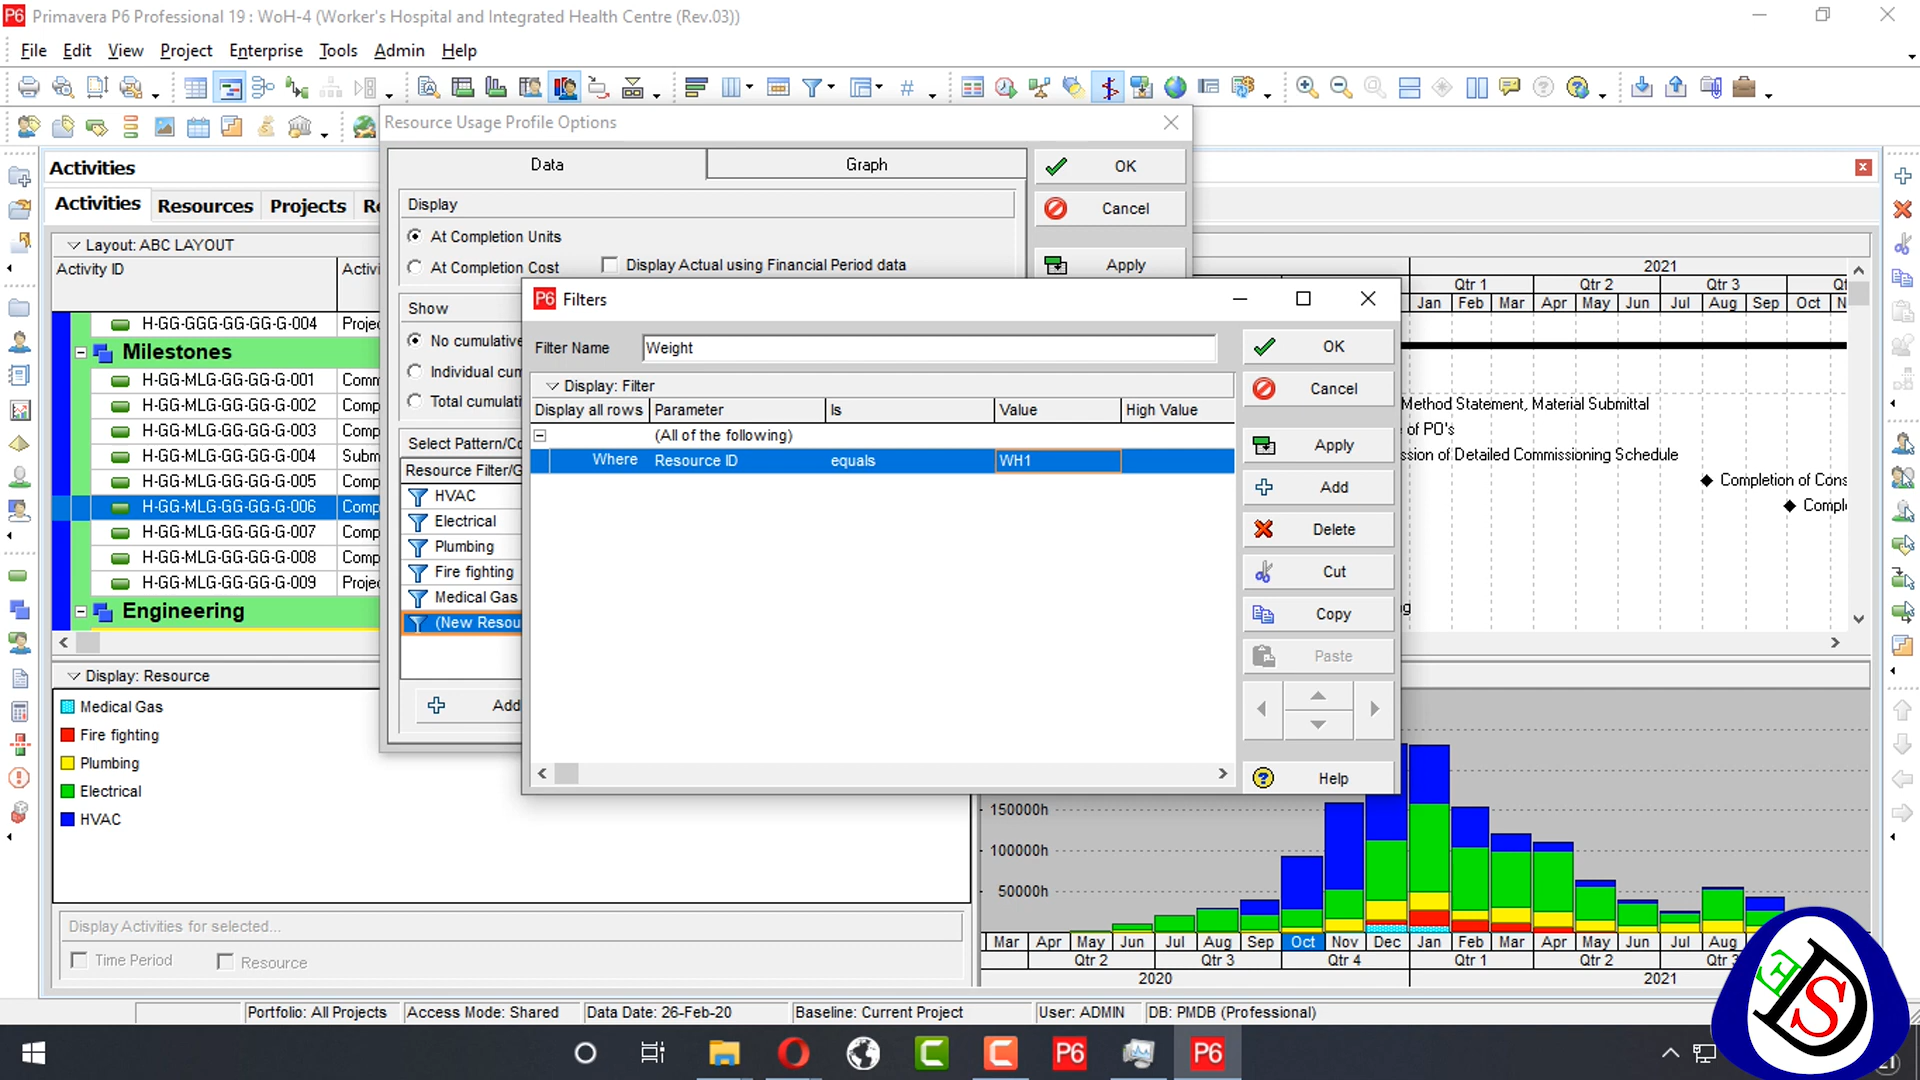 Primavera P6 Professional 19 : WoH-4 (Worker's Hospital and Integrated Health Centre (Rev.03))
File Edit View Project Enterprise Tools Admin Help
Resource Usage Profile Options
Data Graph
OK
Cancel
Apply
Display
At Completion Units
At Completion Cost
Display Actual using Financial Period data
Show
No cumulative
Individual
Total
Select
Resource
HVAC
Electrical
Plumbing
Fire fighting
Medical Gas
(New
Add
Activities
Activities Resources Projects
Layout: ABC LAYOUT
Activity ID
H-GG-GGG-GG-GG-G-004
Milestones
H-GG-MLG-GG-GG-G-001
H-GG-MLG-GG-GG-G-002
H-GG-MLG-GG-GG-G-003
H-GG-MLG-GG-GG-G-004
H-GG-MLG-GG-GG-G-005
H-GG-MLG-GG-GG-G-006
H-GG-MLG-GG-GG-G-007
H-GG-MLG-GG-GG-G-008
H-GG-MLG-GG-GG-G-009
Engineering
P6 Filters
Filter Name Weight
Display: Filter
Display all rows Parameter Is Value High Value
(All of the following)
Where Resource ID equals WH1
OK
Cancel
Apply
Add
Delete
Cut
Copy
Paste
Help
2021
Qtr 1 Qtr 2 Qtr 3
Jan Feb Mar Apr May Jun Jul Aug Sep Oct
Method Statement, Material Submittal
of PO's
of Detailed Commissioning Schedule
Completion of
Display: Resource
Medical Gas
Fire fighting
Plumbing
Electrical
HVAC
Display Activities for selected...
Time Period Resource
150000h
100000h
50000h
Mar Apr May Jun Jul Aug Sep Oct Nov Dec Jan Feb Mar Apr May Jun Jul Aug
Qtr 2 Qtr 3 Qtr 4 Qtr 1 Qtr 2
2020 2021
Portfolio: All Projects Access Mode: Shared Data Date: 26-Feb-20 Baseline: Current Project User: ADMIN DB: PMDB (Professional)